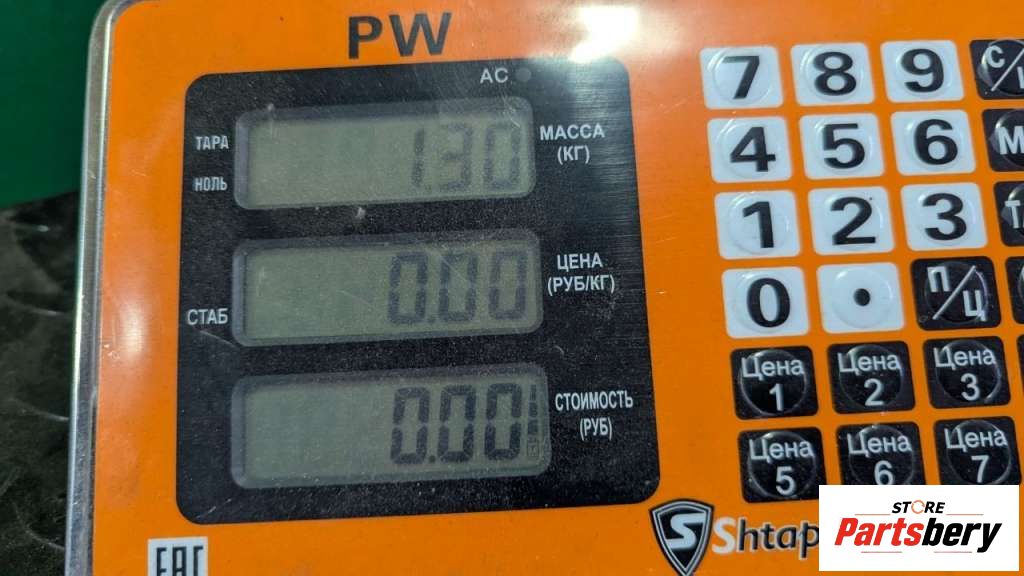 PW
AC
ТАРА
НОЛЬ
1.30
МАССА
(КГ)
СТАБ
0.00
ЦЕНА
(РУБ/КГ)
0.00
СТОИМОСТЬ
(РУБ)
7 8 9
4 5 6
1 2 3
0 • П/Ц
Цена 1
Цена 2
Цена 3
Цена 5
Цена 6
Цена 7
EAC
Shtap
STORE
Partsbery